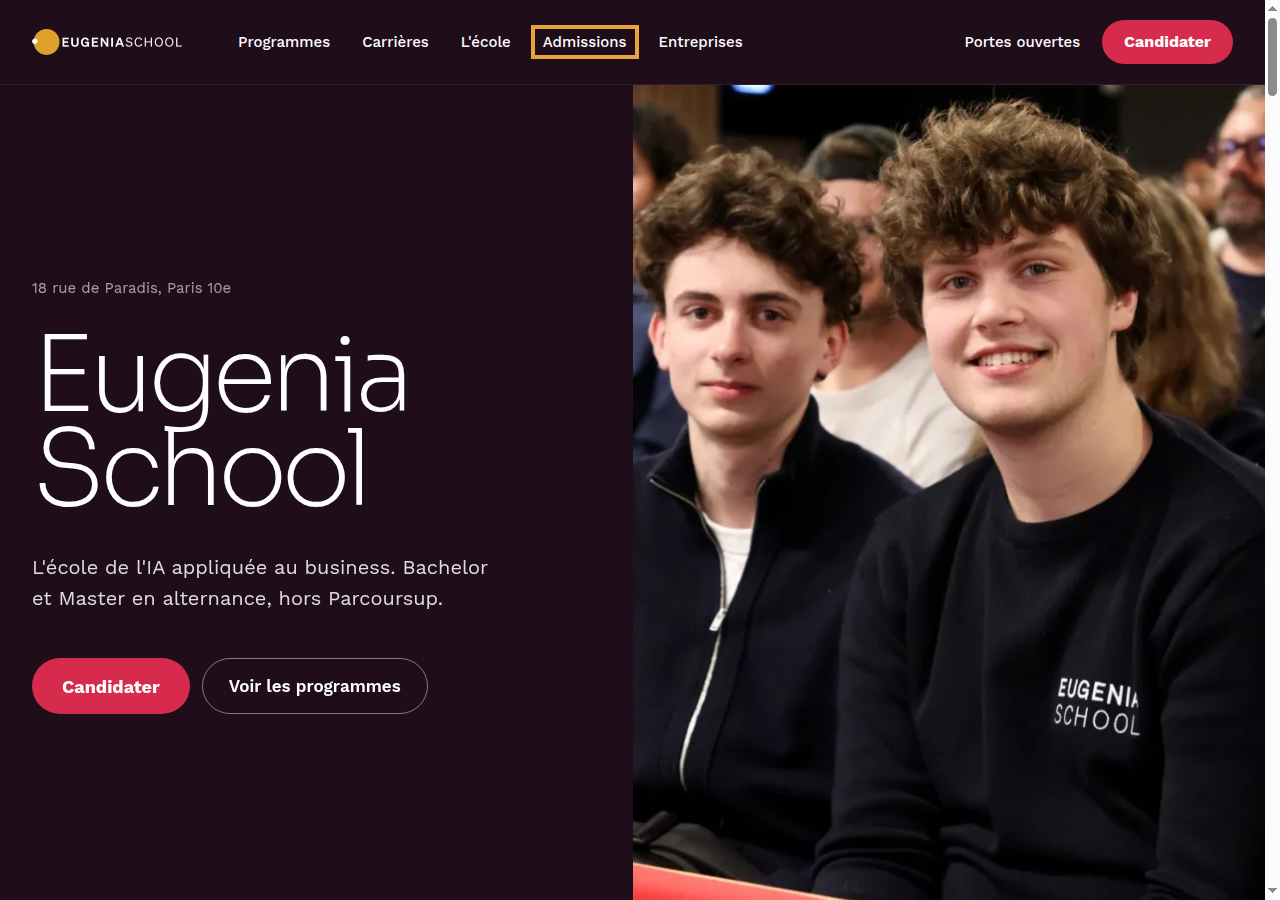 EUGENIASCHOOL
Programmes
Carrières
L'école
Admissions
Entreprises
Portes ouvertes
Candidater
18 rue de Paradis, Paris 10e
Eugenia
School
L'école de l'IA appliquée au business. Bachelor
et Master en alternance, hors Parcoursup.
Candidater
Voir les programmes
EUGENIA
SCHOOL